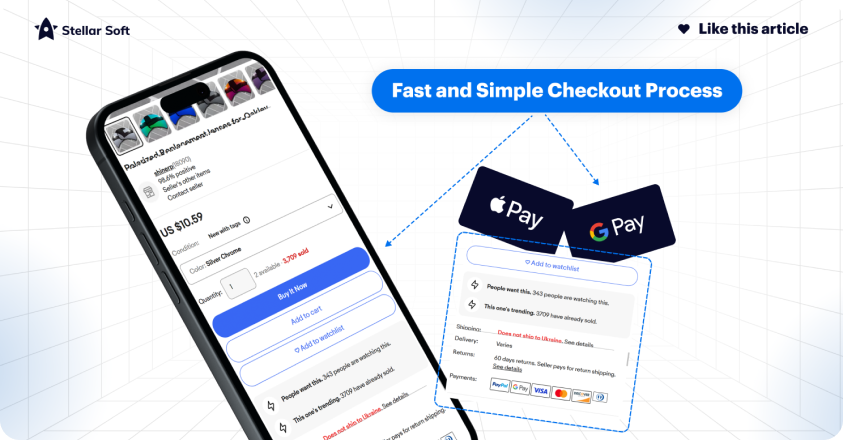 Stellar Soft
Like this article
Fast and Simple Checkout Process
Polarized Replacement lenses for Oakley
shinerp(8090)
98.6% positive
Seller's other items
Contact seller
US $10.59
Condition: New with tags
Color: Silver Chrome
Quantity: 1 2 available · 3,709 sold
Buy It Now
Add to cart
Add to watchlist
People want this. 343 people are watching this.
This one's trending. 3709 have already sold.
Does not ship to Ukraine. See details
pays for return shipping.
Pay
G Pay
Add to watchlist
People want this. 343 people are watching this.
This one's trending. 3709 have already sold.
Shipping: Does not ship to Ukraine. See details
Delivery: Varies
Returns: 60 days returns. Seller pays for return shipping.
See details
Payments: PayPal G Pay VISA